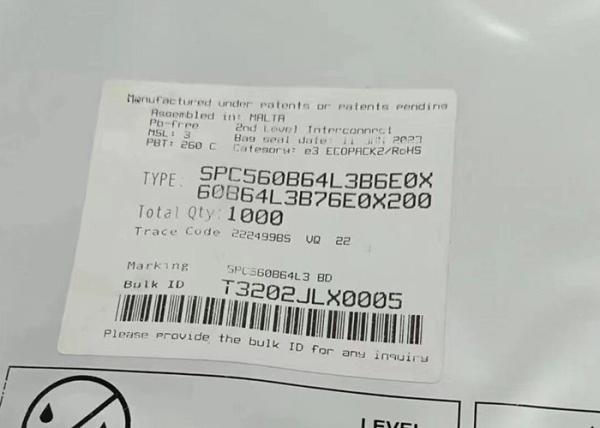 Manufactured under patents or patents pending
Assembled in: MALTA
Pb-free 2nd Level Interconnect
MSL: 3 Bag seal date: 11 2023
PBT: 260 C Category: e3 ECOPACK2/RoHS
TYPE: SPC560B64L3B6E0X
60B64L3B76E0X200
Total Qty: 1000
Trace Code 22249985 VQ 22
Marking SPC560B64L3 BD
Bulk ID T3202JLX0005
Please provide the bulk ID for any inquiry
LEVEL